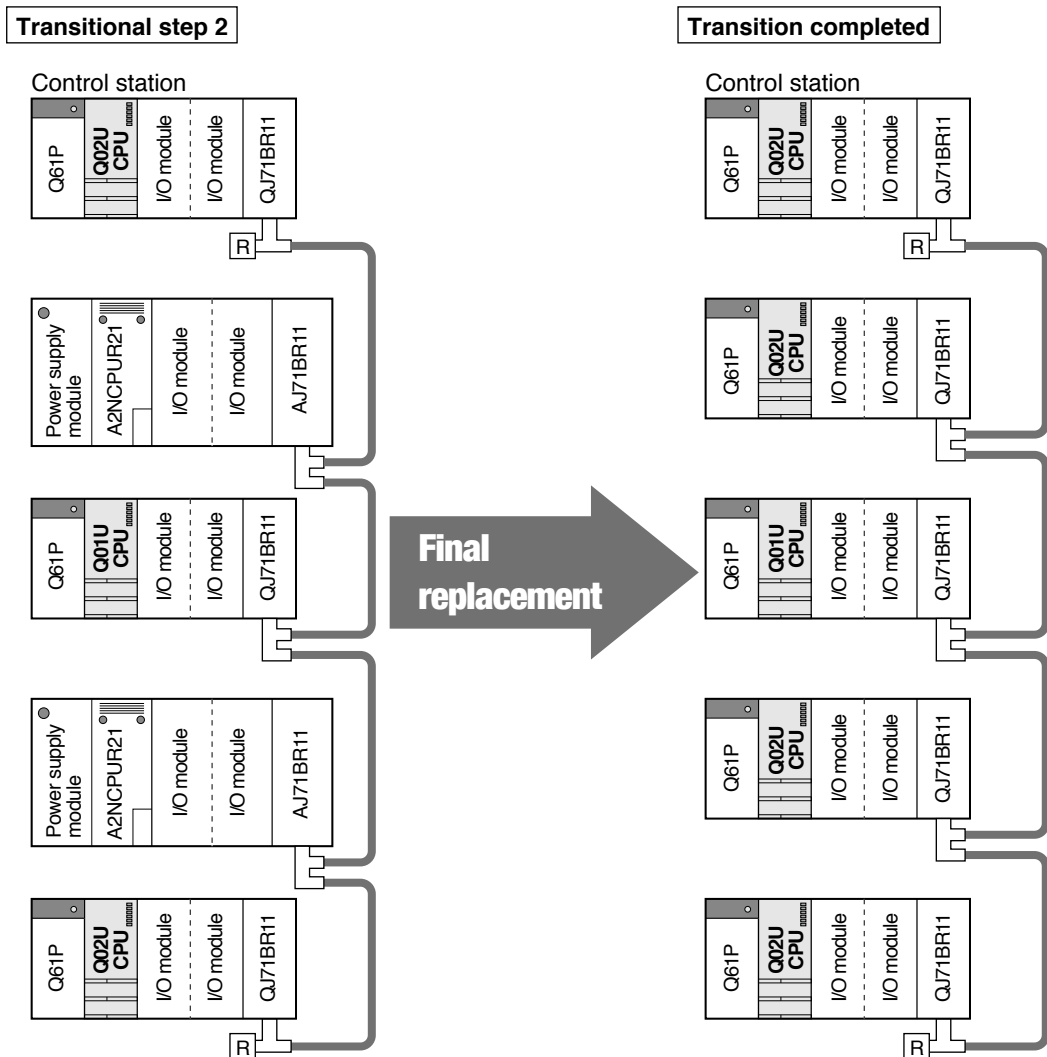 Transitional step 2
Control station
Q61P
Q02U
CPU
I/O module
I/O module
QJ71BR11
R
Power supply
module
A2NCPUR21
I/O module
I/O module
AJ71BR11
Q61P
Q01U
CPU
I/O module
I/O module
QJ71BR11
Power supply
module
A2NCPUR21
I/O module
I/O module
AJ71BR11
Q61P
Q02U
CPU
I/O module
I/O module
QJ71BR11
R
Final
replacement
Transition completed
Control station
Q61P
Q02U
CPU
I/O module
I/O module
QJ71BR11
R
Q61P
Q02U
CPU
I/O module
I/O module
QJ71BR11
Q61P
Q01U
CPU
I/O module
I/O module
QJ71BR11
Q61P
Q02U
CPU
I/O module
I/O module
QJ71BR11
Q61P
Q02U
CPU
I/O module
I/O module
QJ71BR11
R